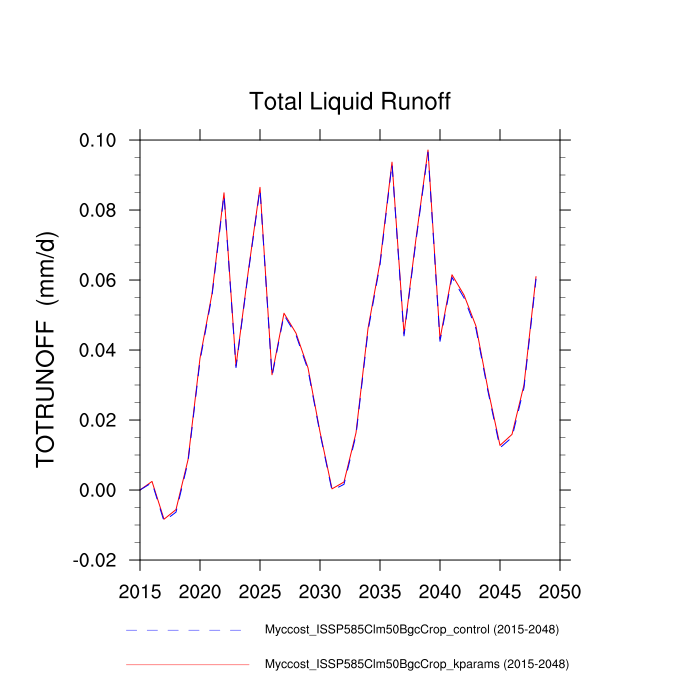 Total Liquid Runoff
TOTRUNOFF (mm/d)
0.10
0.08
0.06
0.04
0.02
0.00
-0.02
2015 2020 2025 2030 2035 2040 2045 2050
Myccost_ISSP585Clm50BgcCrop_control (2015-2048)
Myccost_ISSP585Clm50BgcCrop_kparams (2015-2048)